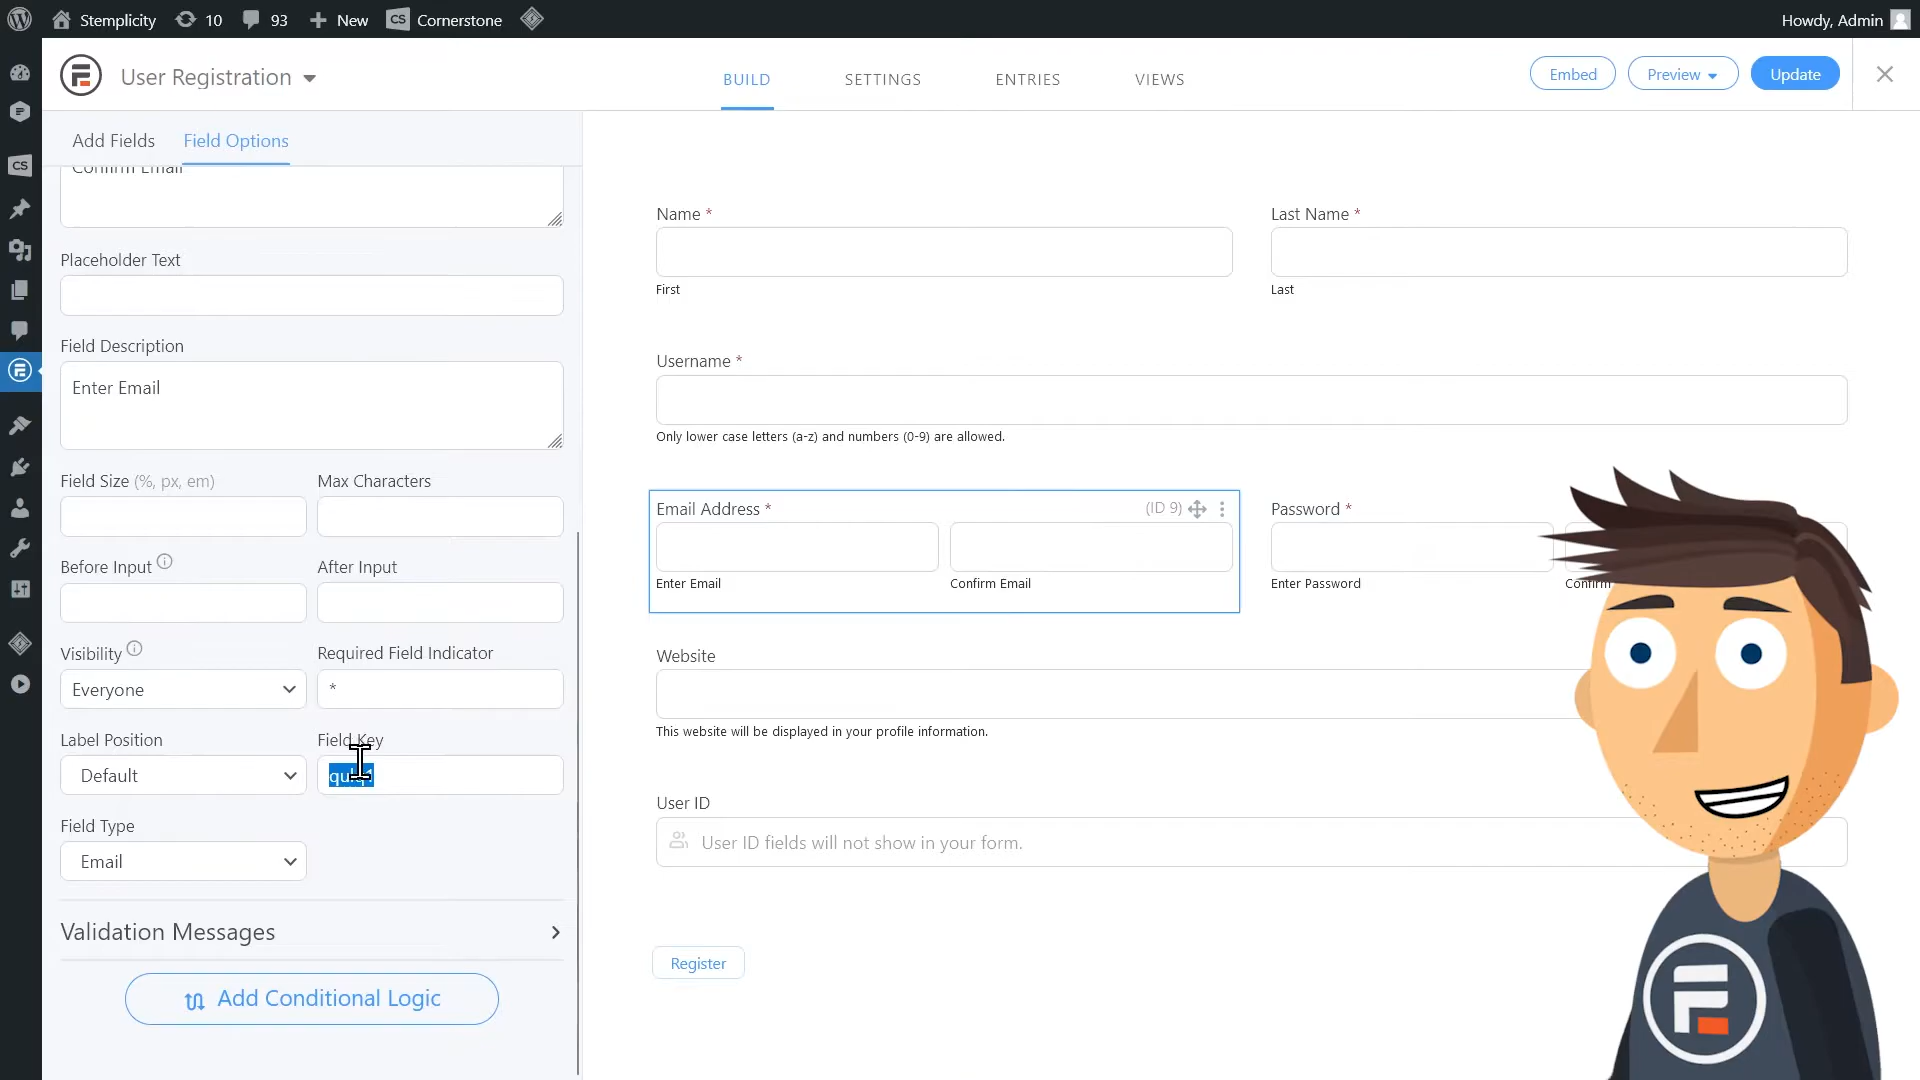 Stemplicity 10 93 New CS Cornerstone Howdy, Admin
User Registration BUILD SETTINGS ENTRIES VIEWS Embed Preview Update
Add Fields Field Options
CS
Confirm Email
Placeholder Text
Field Description
Enter Email
Field Size (%, px, em) Max Characters
Before Input After Input
Visibility Required Field Indicator
Everyone *
Label Position Field Key
Default
Field Type
Email
Validation Messages
Add Conditional Logic
Name * Last Name *
First Last
Username *
Only lower case letters (a-z) and numbers (0-9) are allowed.
Email Address * (ID 9) Password *
Enter Email Confirm Email Enter Password Confirm
Website
This website will be displayed in your profile information.
User ID
User ID fields will not show in your form.
Register